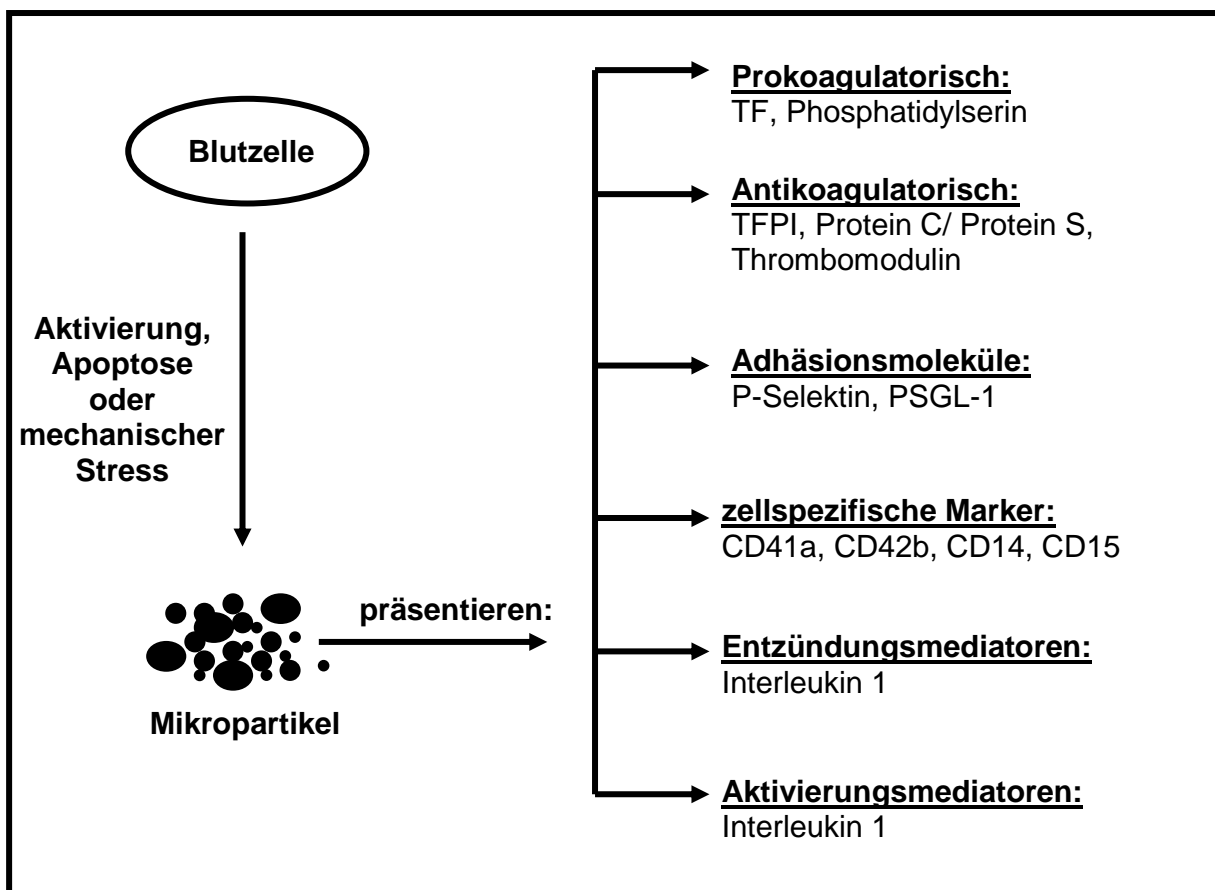 Blutzelle
Aktivierung,
Apoptose
oder
mechanischer
Stress
Mikropartikel
präsentieren:
Prokoagulatorisch:
TF, Phosphatidylserin
Antikoagulatorisch:
TFPI, Protein C/ Protein S,
Thrombomodulin
Adhäsionsmoleküle:
P-Selektin, PSGL-1
zellspezifische Marker:
CD41a, CD42b, CD14, CD15
Entzündungsmediatoren:
Interleukin 1
Aktivierungsmediatoren:
Interleukin 1